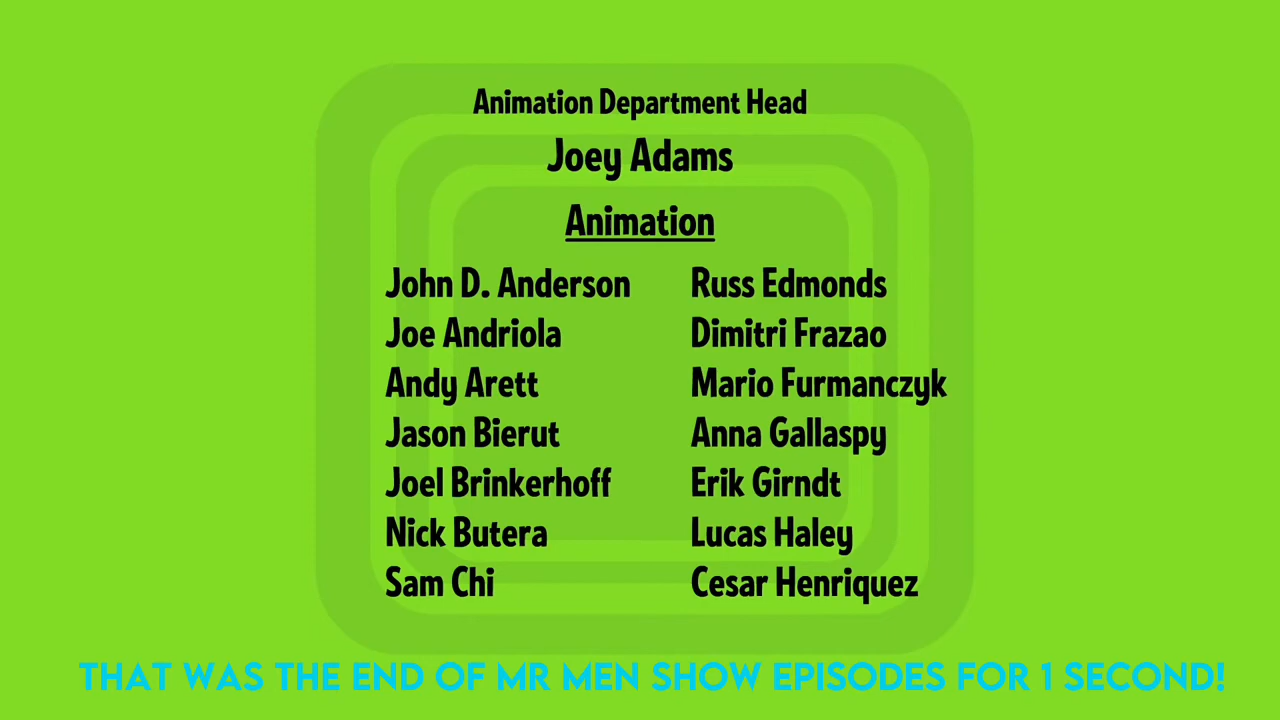 Animation Department Head
Joey Adams
Animation
John D. Anderson
Joe Andriola
Andy Arett
Jason Bierut
Joel Brinkerhoff
Nick Butera
Sam Chi
Russ Edmonds
Dimitri Frazao
Mario Furmanczyk
Anna Gallaspy
Erik Girndt
Lucas Haley
Cesar Henriquez
THAT WAS THE END OF MR MEN SHOW EPISODES FOR 1 SECOND!